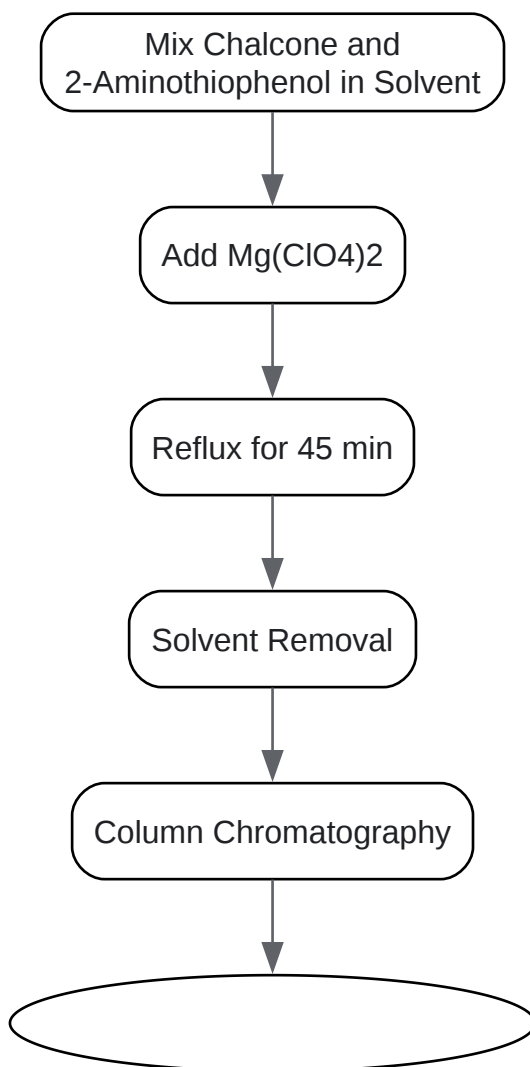 Mix Chalcone and
2-Aminothiophenol in Solvent
Add Mg(ClO4)2
Reflux for 45 min
Solvent Removal
Column Chromatography